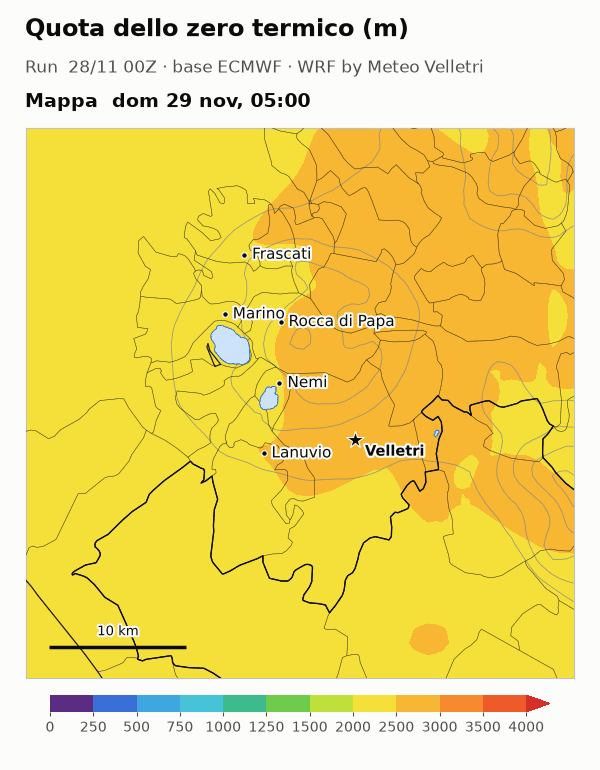 Quota dello zero termico (m)
Run  28/11 00Z · base ECMWF · WRF by Meteo Velletri
Mappa  dom 29 nov, 05:00
Frascati
Marino
Rocca di Papa
Nemi
Velletri
Lanuvio
10 km
0 250 500 750 1000 1250 1500 2000 2500 3000 3500 4000